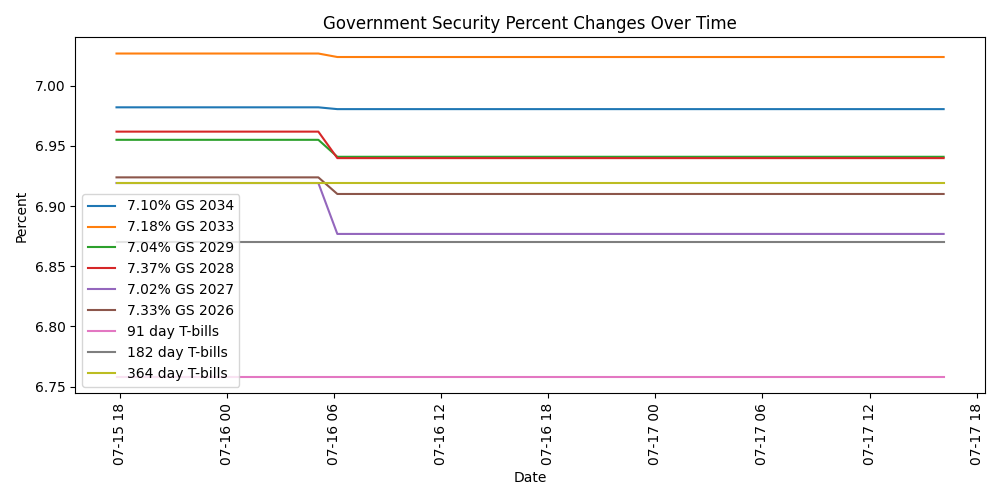 Government Security Percent Changes Over Time
Percent
7.00
6.95
6.90
6.85
6.80
6.75
7.10% GS 2034
7.18% GS 2033
7.04% GS 2029
7.37% GS 2028
7.02% GS 2027
7.33% GS 2026
91 day T-bills
182 day T-bills
364 day T-bills
07-15 18
07-16 00
07-16 06
07-16 12
07-16 18
07-17 00
07-17 06
07-17 12
07-17 18
Date